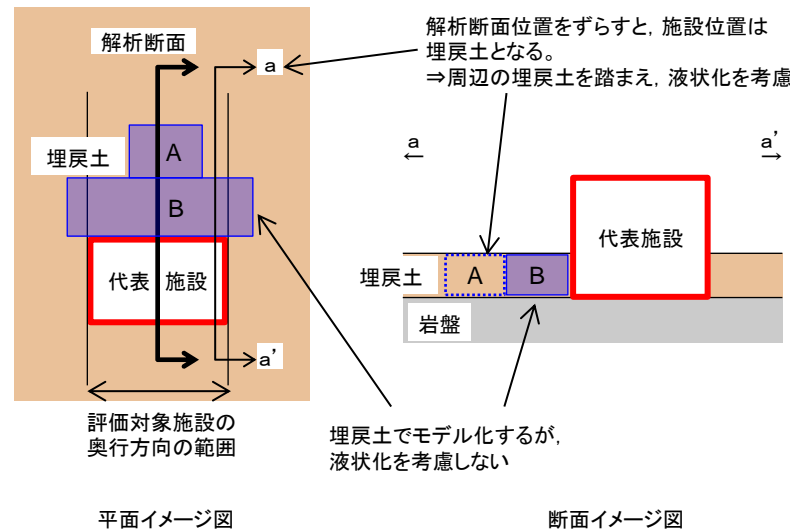 解析断面
a
埋戻土
A
B
代表 施設
a’
評価対象施設の
奥行方向の範囲
平面イメージ図
解析断面位置をずらすと，施設位置は
埋戻土となる。
⇒周辺の埋戻土を踏まえ，液状化を考慮
a
a’
代表施設
埋戻土
A
B
岩盤
埋戻土でモデル化するが，
液状化を考慮しない
断面イメージ図